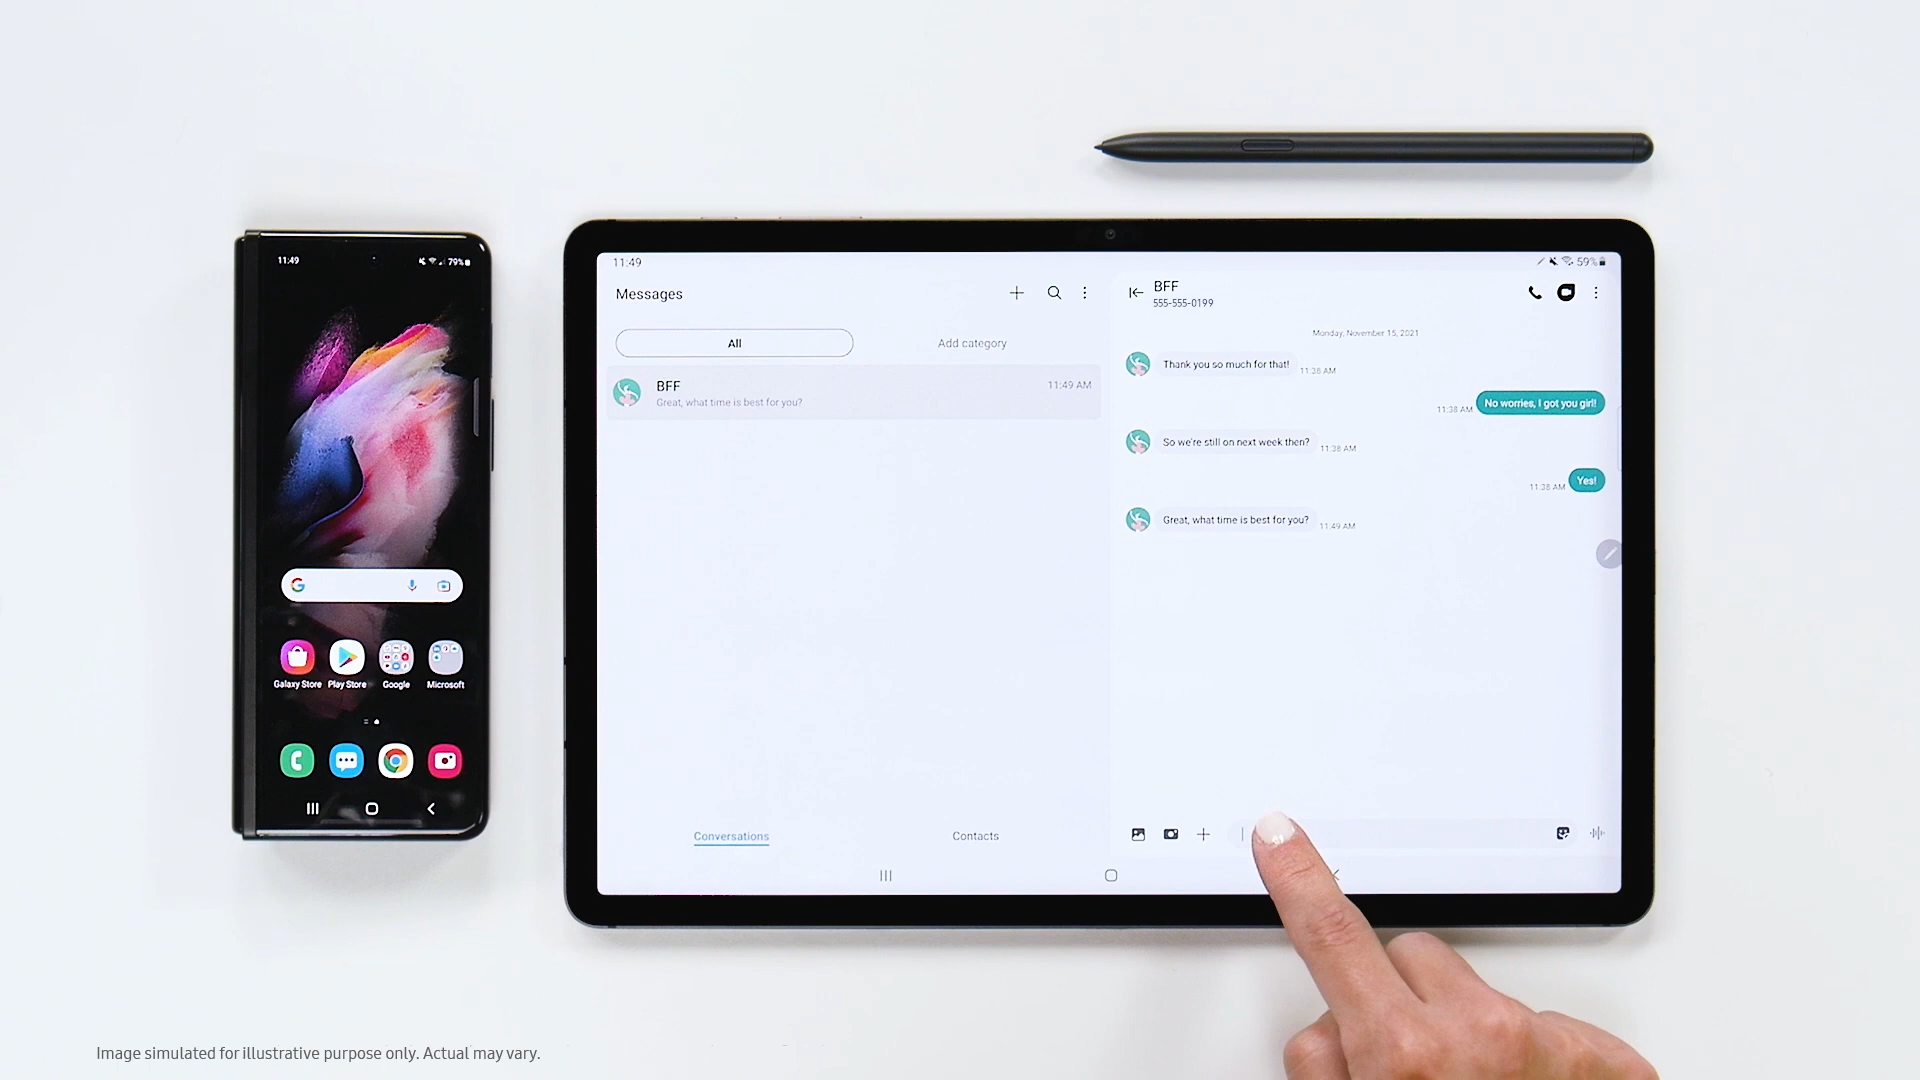 11:49
79%
Galaxy Store
Play Store
Google
Microsoft
11:49
59%
Messages
All
Add category
BFF
11:49 AM
Great, what time is best for you?
Conversations
Contacts
BFF
555-555-0199
Monday, November 15, 2021
Thank you so much for that!
11:38 AM
11:38 AM
No worries, I got you girl!
So we're still on next week then?
11:38 AM
11:38 AM
Yes!
Great, what time is best for you?
11:49 AM
Image simulated for illustrative purpose only. Actual may vary.